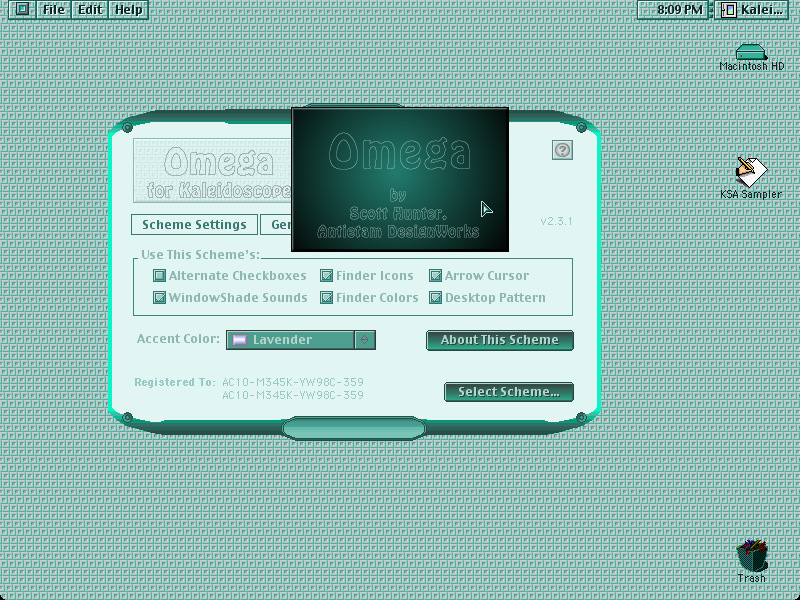 File Edit Help
8:09 PM Kalei...
Macintosh HD
KSA Sampler
Omega
for Kaleidoscope
Omega
by
Scott Hunter.
Antietam DesignWorks
?
Scheme Settings Ger
v2.3.1
Use This Scheme's:
Alternate Checkboxes Finder Icons Arrow Cursor
WindowShade Sounds Finder Colors Desktop Pattern
Accent Color: Lavender About This Scheme
Registered To: AC10-M345K-YW98C-359
AC10-M345K-YW98C-359
Select Scheme...
Trash